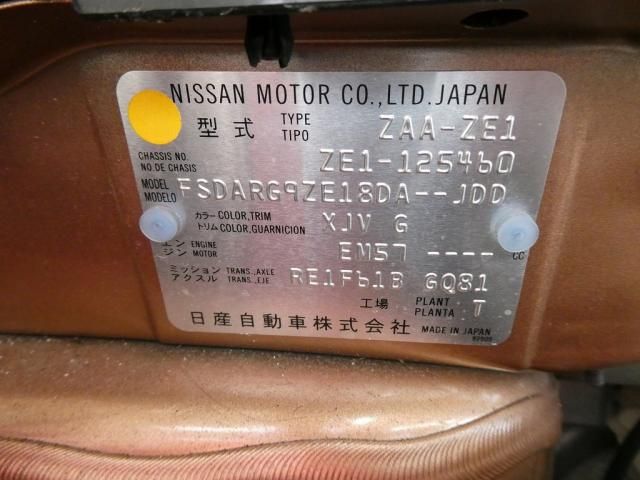 NISSAN MOTOR CO.,LTD.JAPAN
型式 TYPE TIPO ZAA-ZE1
CHASSIS NO. NO.DE CHASIS ZE1-125460
MODEL MODELO FSDARG9ZE18DA--JDD
カラー COLOR,TRIM トリム COLOR,GUARNICION XJV G
エンジン ENGINE MOTOR EM57 ---- CC
ミッション アクスル TRANS.,AXLE TRANS.,EJE RE1F61B GQ81
工場 PLANT PLANTA T
日産自動車株式会社 MADE IN JAPAN